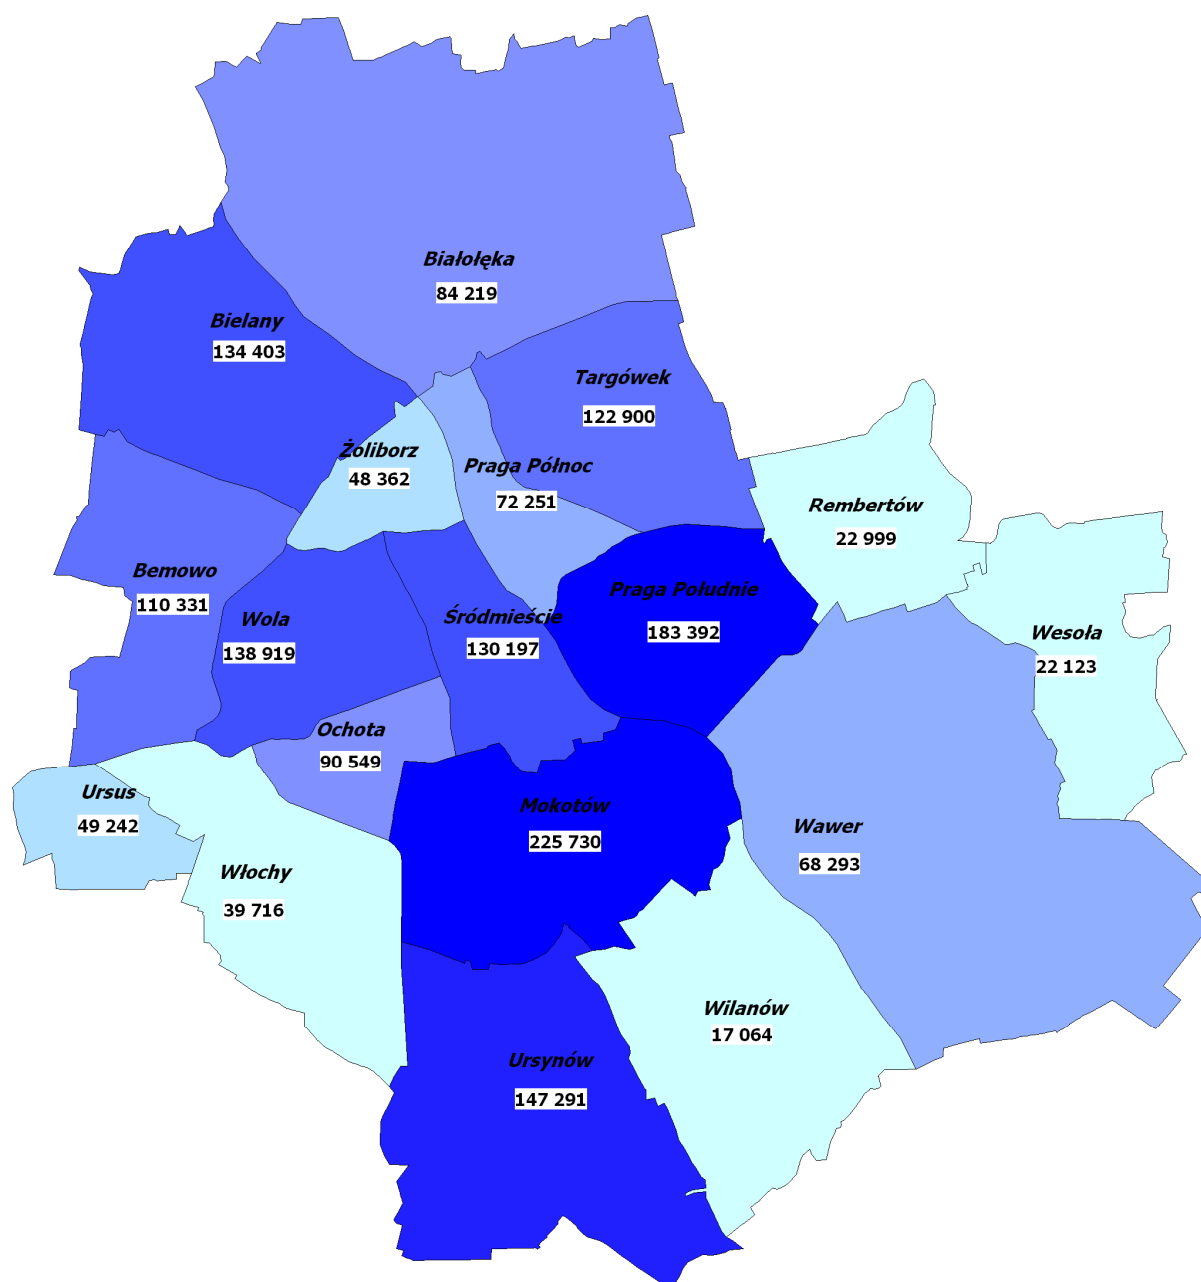 Białołęka
84 219
Bielany
134 403
Targówek
122 900
Żoliborz
48 362
Praga Północ
72 251
Rembertów
22 999
Bemowo
110 331
Wola
138 919
Śródmieście
130 197
Praga Południe
183 392
Wesoła
22 123
Ochota
90 549
Ursus
49 242
Mokotów
225 730
Wawer
68 293
Włochy
39 716
Wilanów
17 064
Ursynów
147 291